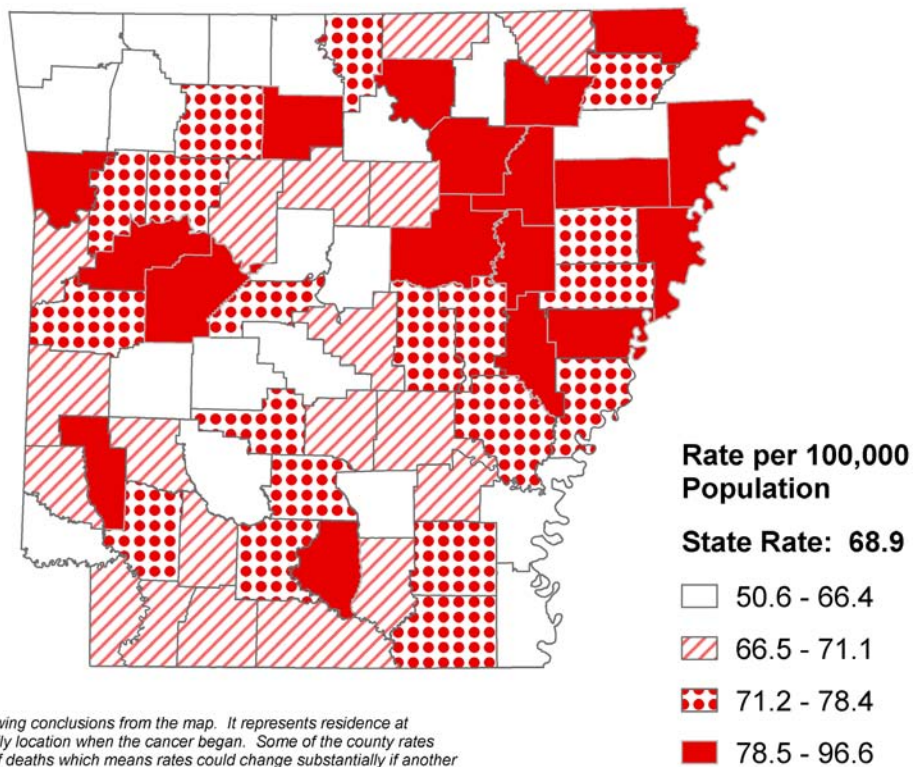 Rate per 100,000
Population
State Rate: 68.9
50.6 - 66.4
66.5 - 71.1
71.2 - 78.4
78.5 - 96.6
wing conclusions from the map. It represents residence at
ly location when the cancer began. Some of the county rates
f deaths which means rates could change substantially if another